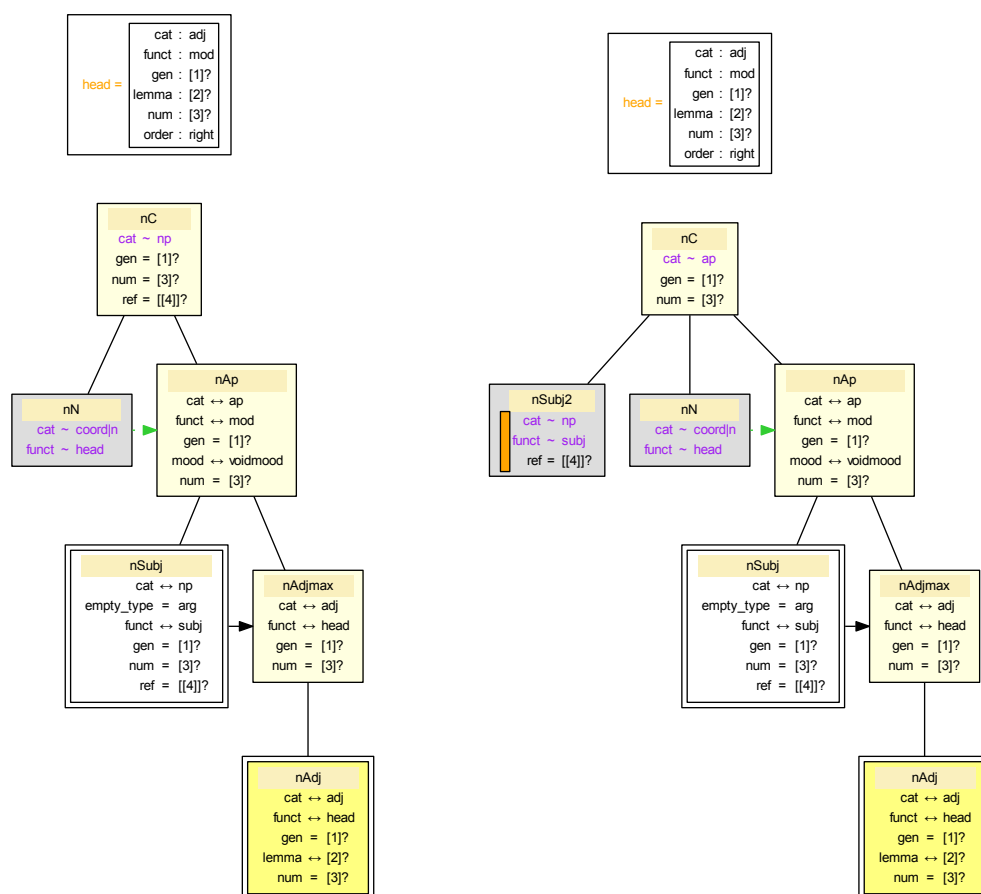 head =
cat : adj
funct : mod
gen : [1]?
lemma : [2]?
num : [3]?
order : right
nC
cat ~ np
gen = [1]?
num = [3]?
ref = [[4]]?
nN
cat ~ coord|n
funct ~ head
nAp
cat ↔ ap
funct ↔ mod
gen = [1]?
mood ↔ voidmood
num = [3]?
nSubj
cat ↔ np
empty_type = arg
funct ↔ subj
gen = [1]?
num = [3]?
ref = [[4]]?
nAdjmax
cat ↔ adj
funct ↔ head
gen = [1]?
num = [3]?
nAdj
cat ↔ adj
funct ↔ head
gen = [1]?
lemma ↔ [2]?
num = [3]?
head =
cat : adj
funct : mod
gen : [1]?
lemma : [2]?
num : [3]?
order : right
nC
cat ~ ap
gen = [1]?
num = [3]?
nSubj2
cat ~ np
funct ~ subj
ref = [[4]]?
nN
cat ~ coord|n
funct ~ head
nAp
cat ↔ ap
funct ↔ mod
gen = [1]?
mood ↔ voidmood
num = [3]?
nSubj
cat ↔ np
empty_type = arg
funct ↔ subj
gen = [1]?
num = [3]?
ref = [[4]]?
nAdjmax
cat ↔ adj
funct ↔ head
gen = [1]?
num = [3]?
nAdj
cat ↔ adj
funct ↔ head
gen = [1]?
lemma ↔ [2]?
num = [3]?